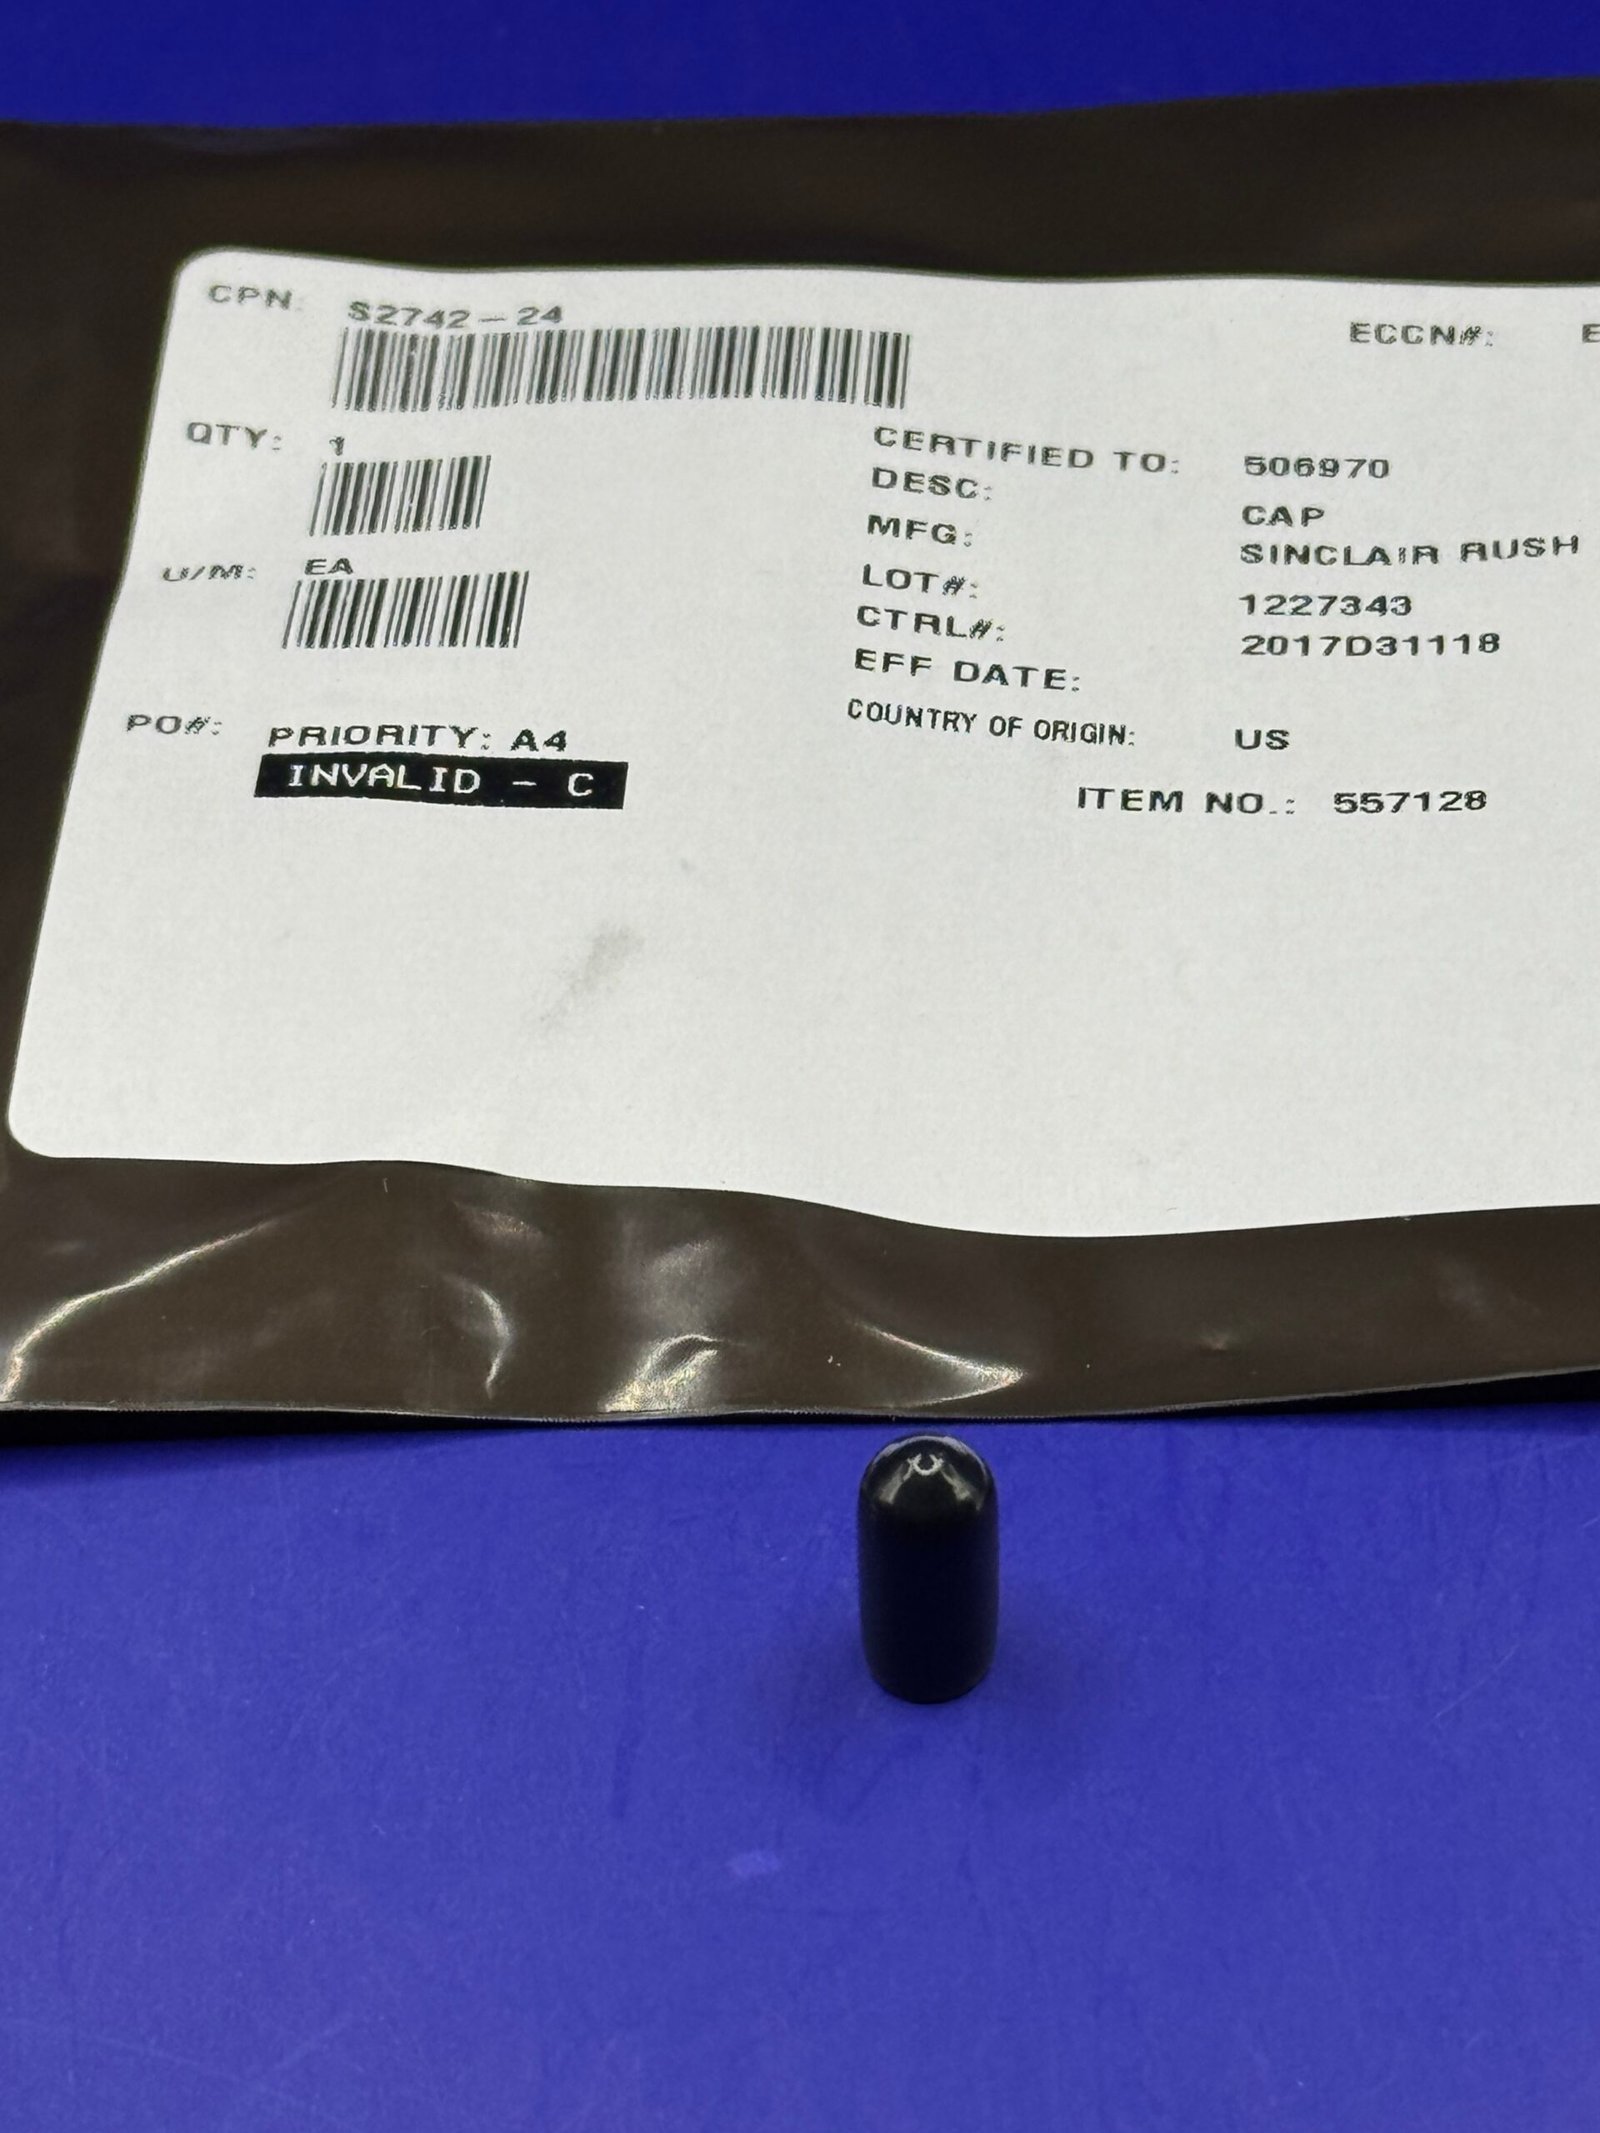 CPN: S2742-24
ECCN#:
QTY: 1
U/M: EA
PO#: PRIORITY: A4
INVALID - C
CERTIFIED TO: 506970
DESC: CAP
MFG: SINCLAIR RUSH
LOT#: 1227343
CTRL#: 2017D31118
EFF DATE:
COUNTRY OF ORIGIN: US
ITEM NO.: 557128